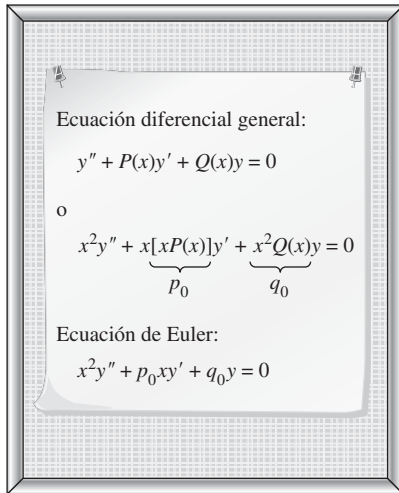 Ecuación diferencial general:
y″ + P(x)y′ + Q(x)y = 0
o
x²y″ + x[xP(x)]y′ + x²Q(x)y = 0
p₀ q₀
Ecuación de Euler:
x²y″ + p₀xy′ + q₀y = 0